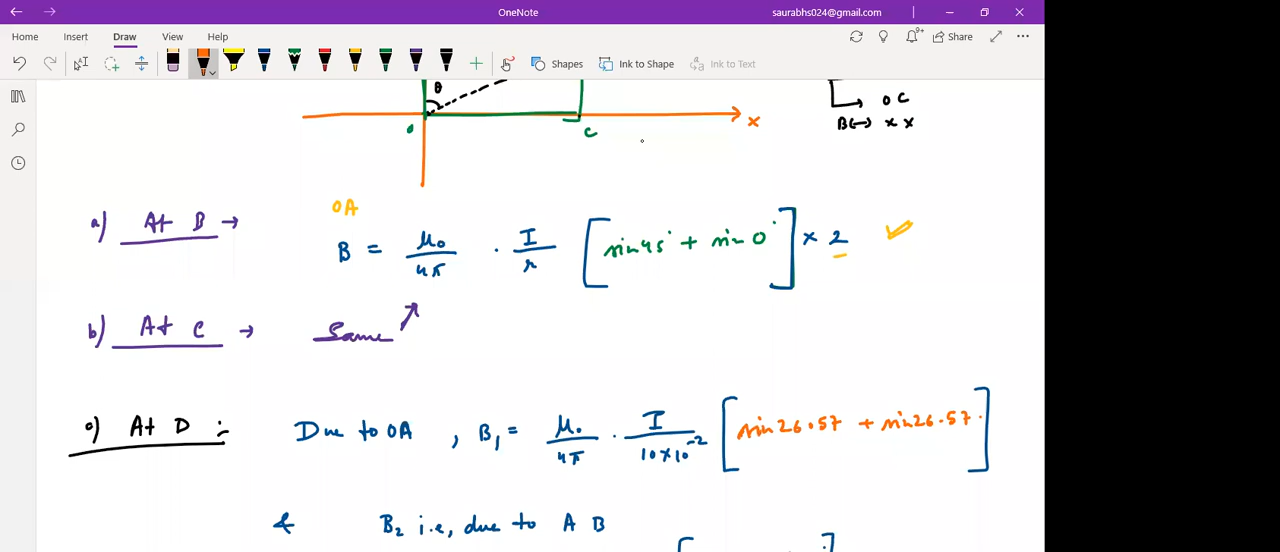 OneNote
saurabhs024@gmail.com
Home Insert Draw View Help
9+ Share
Shapes Ink to Shape Ink to Text
θ
O C X
OC
B(→) x x
a) At B →
OA
B = μ₀/4π · I/r [sin45° + sin0°] × 2
b) At C → Same
c) At D :- Due to OA , B₁ = μ₀/4π · I/10×10⁻² [sin26.57 + sin26.57]
& B₂ i.e, due to AB